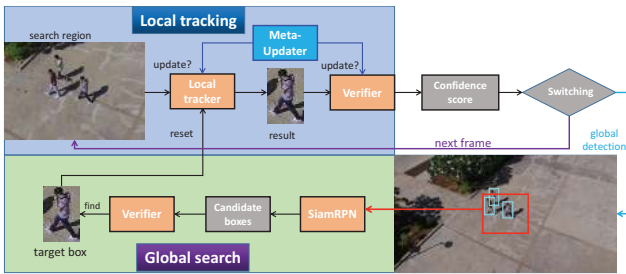 Local tracking
search region
Meta-
Updater
update?
update?
Local
tracker
Verifier
Confidence
score
Switching
result
reset
next frame
global
detection
find
Verifier
Candidate
boxes
SiamRPN
target box
Global search